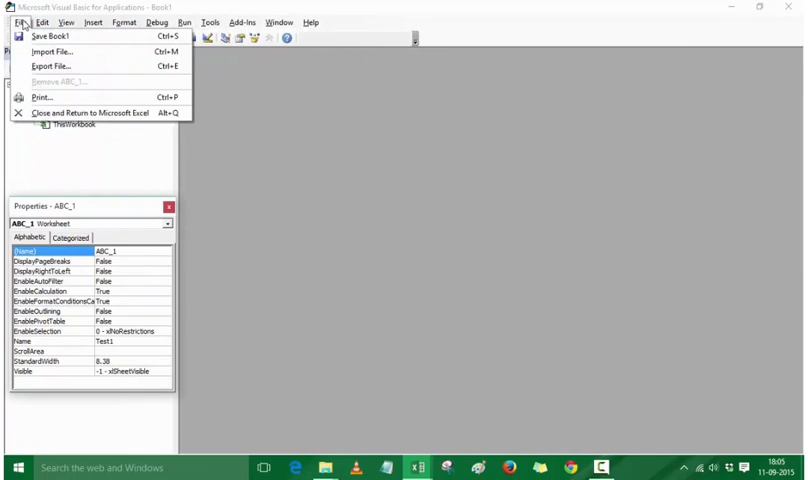 Microsoft Visual Basic for Applications - Book1
File Edit View Insert Format Debug Run Tools Add-Ins Window Help
Save Book1 Ctrl+S
Import File... Ctrl+M
Export File... Ctrl+E
Remove ABC_1...
Print... Ctrl+P
Close and Return to Microsoft Excel Alt+Q
ThisWorkbook
Properties - ABC_1
ABC_1 Worksheet
Alphabetic Categorized
(Name) ABC_1
DisplayPageBreaks False
DisplayRightToLeft False
EnableAutoFilter False
EnableCalculation True
EnableFormatConditionsCa True
EnableOutlining False
EnablePivotTable False
EnableSelection 0 - xlNoRestrictions
Name Test1
ScrollArea
StandardWidth 8.38
Visible -1 - xlSheetVisible
Search the web and Windows
18:05
11-09-2015